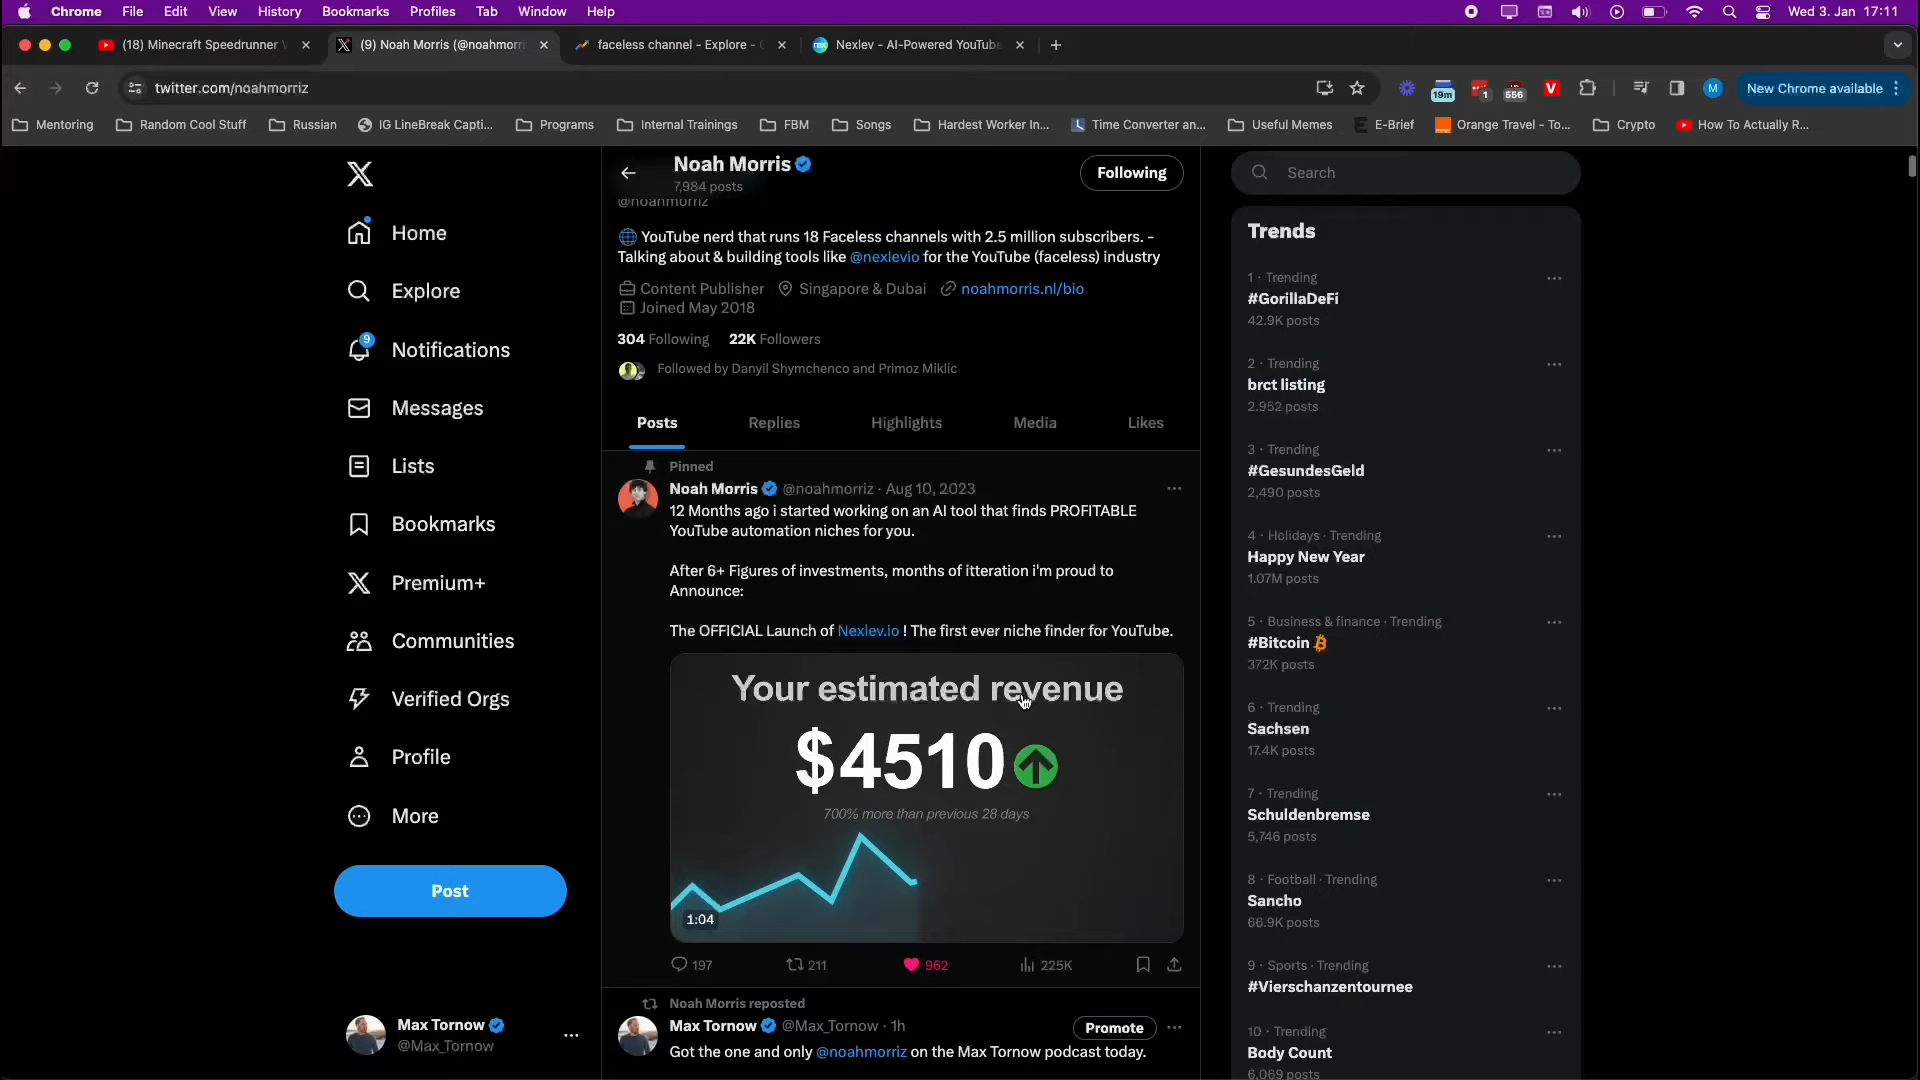 Chrome File Edit View History Bookmarks Profiles Tab Window Help Wed 3. Jan 17:11
(18) Minecraft Speedrunner (9) Noah Morris (@noahmorri faceless channel - Explore - Nexlev - AI-Powered YouTube
twitter.com/noahmorriz 19m 1 556 V M New Chrome available
Mentoring Random Cool Stuff Russian IG LineBreak Capti... Programs Internal Trainings FBM Songs Hardest Worker In... Time Converter an... Useful Memes E-Brief Orange Travel - To... Crypto How To Actually R...
Home
Explore
9
Notifications
Messages
Lists
Bookmarks
Premium+
Communities
Verified Orgs
Profile
More
Post
Max Tornow
@Max_Tornow
Noah Morris
7,984 posts
Following
@noahmorriz
🌐 YouTube nerd that runs 18 Faceless channels with 2.5 million subscribers. -
Talking about & building tools like @nexlevio for the YouTube (faceless) industry
Content Publisher Singapore & Dubai noahmorris.nl/bio
Joined May 2018
304 Following 22K Followers
Followed by Danyil Shymchenco and Primoz Miklic
Posts Replies Highlights Media Likes
Pinned
Noah Morris @noahmorriz · Aug 10, 2023
12 Months ago i started working on an AI tool that finds PROFITABLE
YouTube automation niches for you.
After 6+ Figures of investments, months of itteration i'm proud to
Announce:
The OFFICIAL Launch of Nexlev.io ! The first ever niche finder for YouTube.
Your estimated revenue
$4510
700% more than previous 28 days
1:04
197 211 962 225K
Noah Morris reposted
Max Tornow @Max_Tornow · 1h
Promote
Got the one and only @noahmorriz on the Max Tornow podcast today.
Search
Trends
1 · Trending
#GorillaDeFi
42.9K posts
2 · Trending
brct listing
2.952 posts
3 · Trending
#GesundesGeld
2,490 posts
4 · Holidays · Trending
Happy New Year
1.07M posts
5 · Business & finance · Trending
#Bitcoin
372K posts
6 · Trending
Sachsen
17.4K posts
7 · Trending
Schuldenbremse
5,746 posts
8 · Football · Trending
Sancho
66.9K posts
9 · Sports · Trending
#Vierschanzentournee
10 · Trending
Body Count
6,069 posts